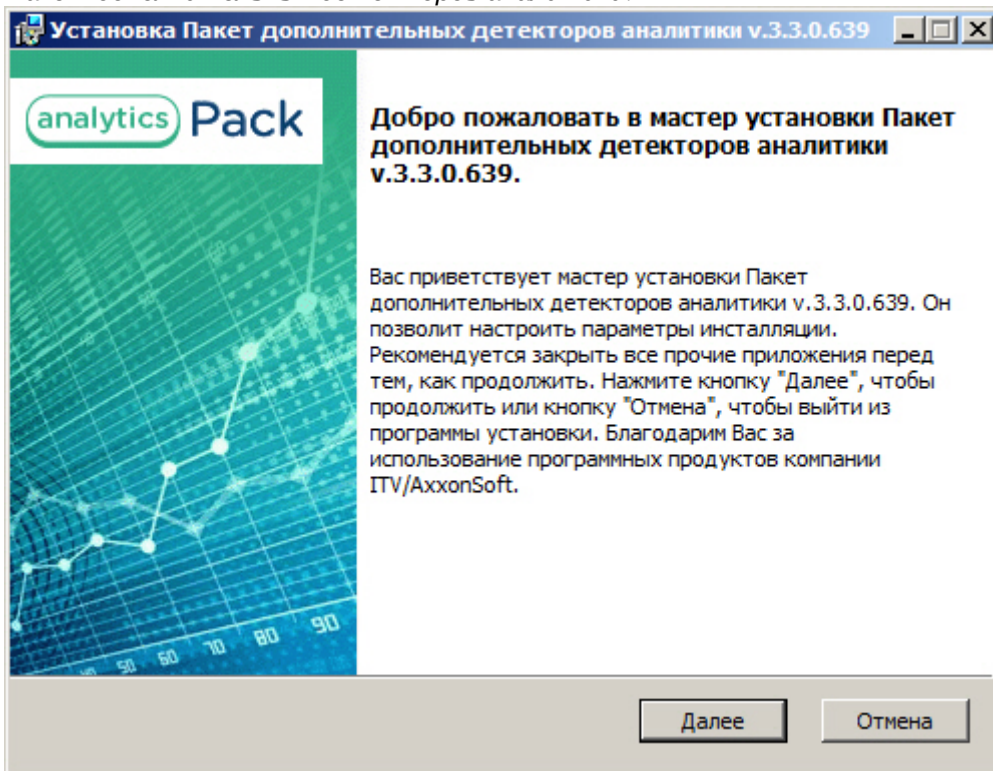 Установка Пакет дополнительных детекторов аналитики v.3.3.0.639
analytics Pack
Добро пожаловать в мастер установки Пакет
дополнительных детекторов аналитики
v.3.3.0.639.
Вас приветствует мастер установки Пакет
дополнительных детекторов аналитики v.3.3.0.639. Он
позволит настроить параметры инсталляции.
Рекомендуется закрыть все прочие приложения перед
тем, как продолжить. Нажмите кнопку "Далее", чтобы
продолжить или кнопку "Отмена", чтобы выйти из
программы установки. Благодарим Вас за
использование программных продуктов компании
ITV/AxxonSoft.
50 60 70 80 90
Далее
Отмена